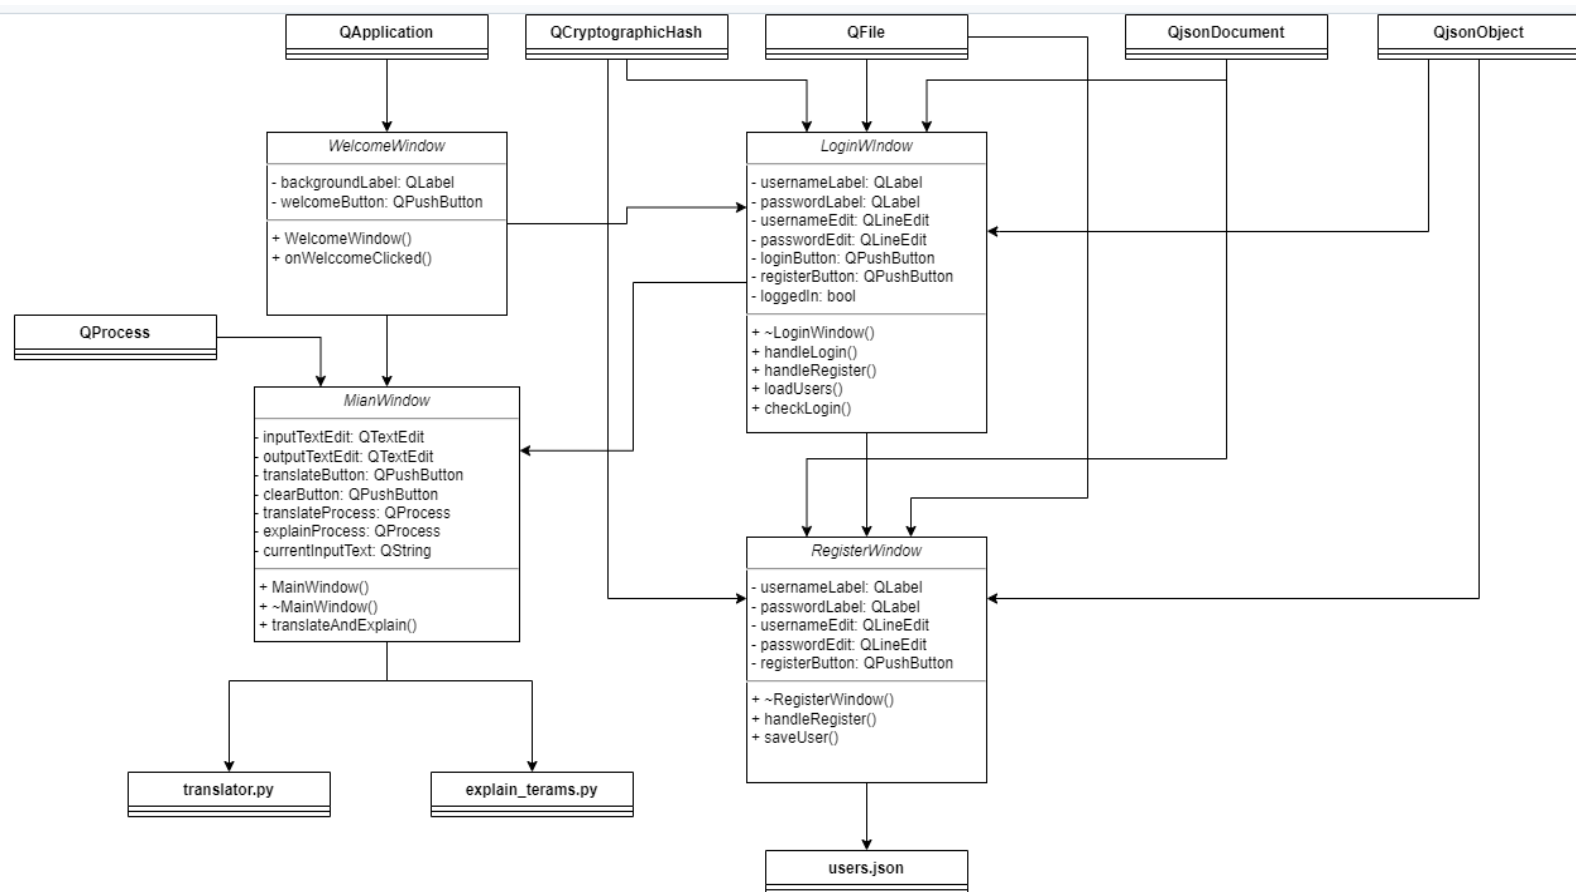 QApplication
QCryptographicHash
QFile
QjsonDocument
QjsonObject
WelcomeWindow
- backgroundLabel: QLabel
- welcomeButton: QPushButton
+ WelcomeWindow()
+ onWelccomeClicked()
LoginWIndow
- usernameLabel: QLabel
- passwordLabel: QLabel
- usernameEdit: QLineEdit
- passwordEdit: QLineEdit
- loginButton: QPushButton
- registerButton: QPushButton
- loggedIn: bool
+ ~LoginWindow()
+ handleLogin()
+ handleRegister()
+ loadUsers()
+ checkLogin()
QProcess
MianWindow
- inputTextEdit: QTextEdit
- outputTextEdit: QTextEdit
- translateButton: QPushButton
- clearButton: QPushButton
- translateProcess: QProcess
- explainProcess: QProcess
- currentInputText: QString
+ MainWindow()
+ ~MainWindow()
+ translateAndExplain()
RegisterWindow
- usernameLabel: QLabel
- passwordLabel: QLabel
- usernameEdit: QLineEdit
- passwordEdit: QLineEdit
- registerButton: QPushButton
+ ~RegisterWindow()
+ handleRegister()
+ saveUser()
translator.py
explain_terams.py
users.json